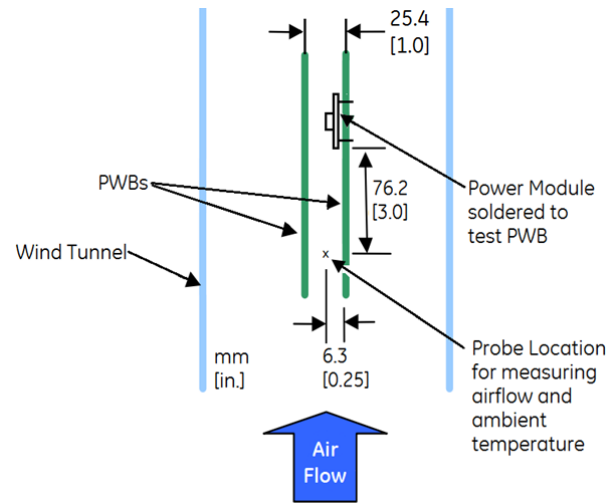 25.4
[1.0]
PWBs
76.2
[3.0]
Power Module
soldered to
test PWB
Wind Tunnel
x
mm
[in.]
6.3
[0.25]
Probe Location
for measuring
airflow and
ambient
temperature
Air
Flow